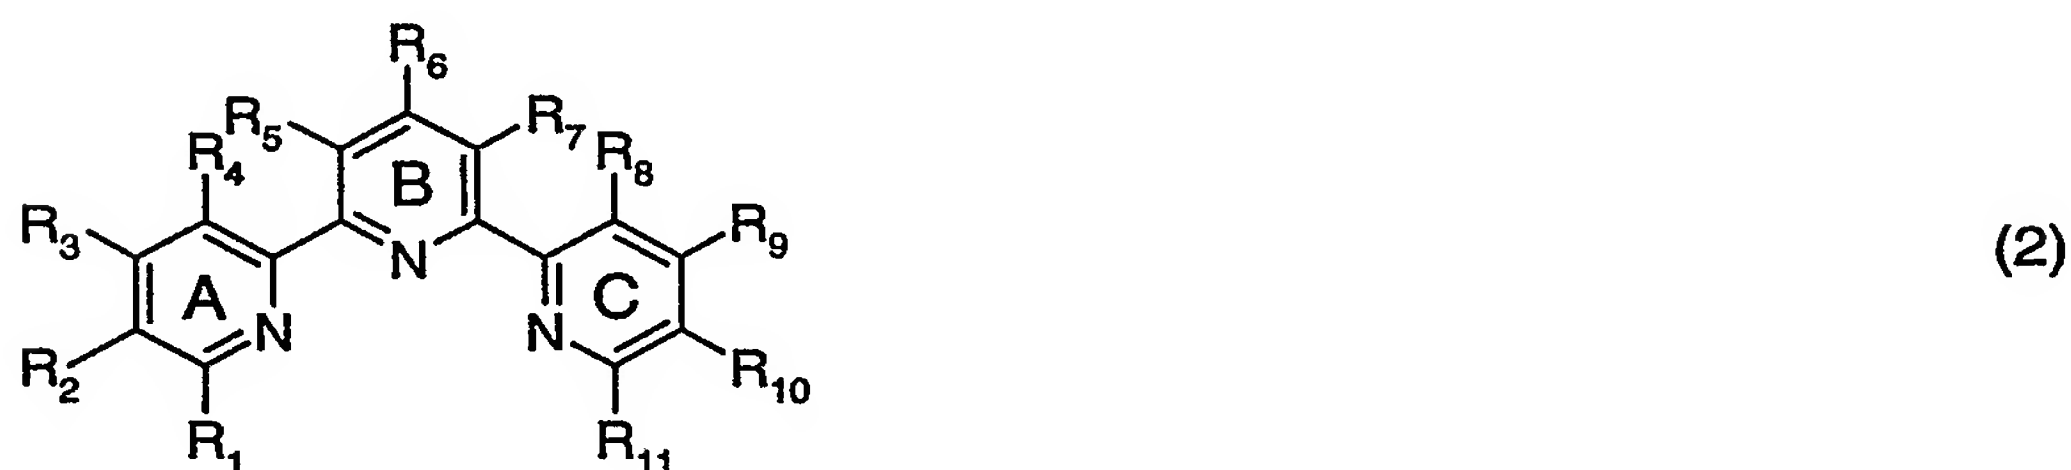 R6
R5 R7
R4 B R8
R3 N R9 (2)
A C
N N
R2 R10
R1 R11